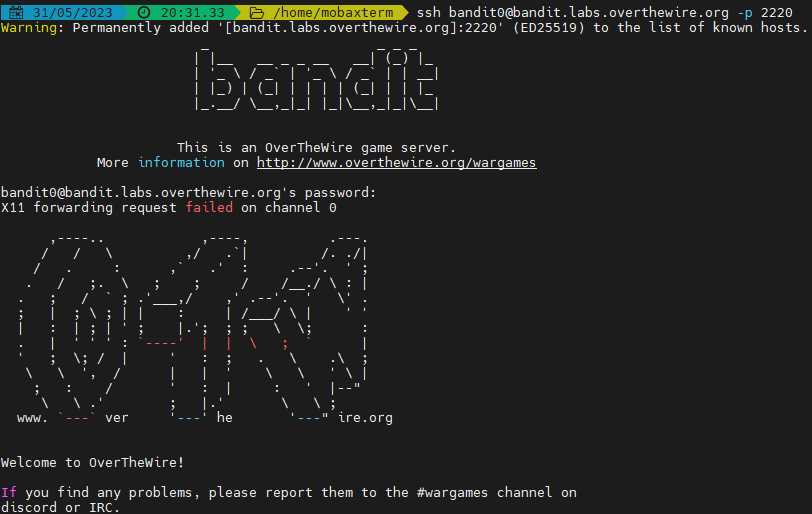 31/05/2023 20:31.33 /home/mobaxterm ssh bandit0@bandit.labs.overthewire.org -p 2220
Warning: Permanently added '[bandit.labs.overthewire.org]:2220' (ED25519) to the list of known hosts.
bandit
This is an OverTheWire game server.
More information on http://www.overthewire.org/wargames
bandit0@bandit.labs.overthewire.org's password:
X11 forwarding request failed on channel 0
www. ver he ire.org
Welcome to OverTheWire!
If you find any problems, please report them to the #wargames channel on
discord or IRC.